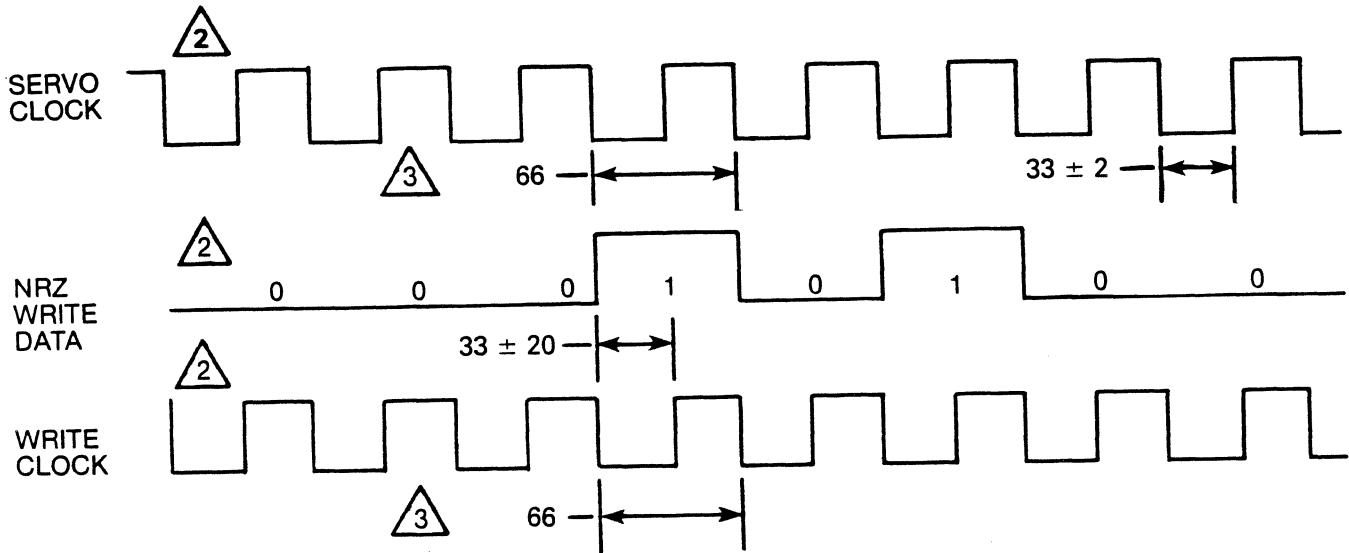 2
SERVO
CLOCK
3
66
33 ± 2
2
NRZ
WRITE
DATA
0 0 0 1 0 1 0 0
33 ± 20
2
WRITE
CLOCK
3
66